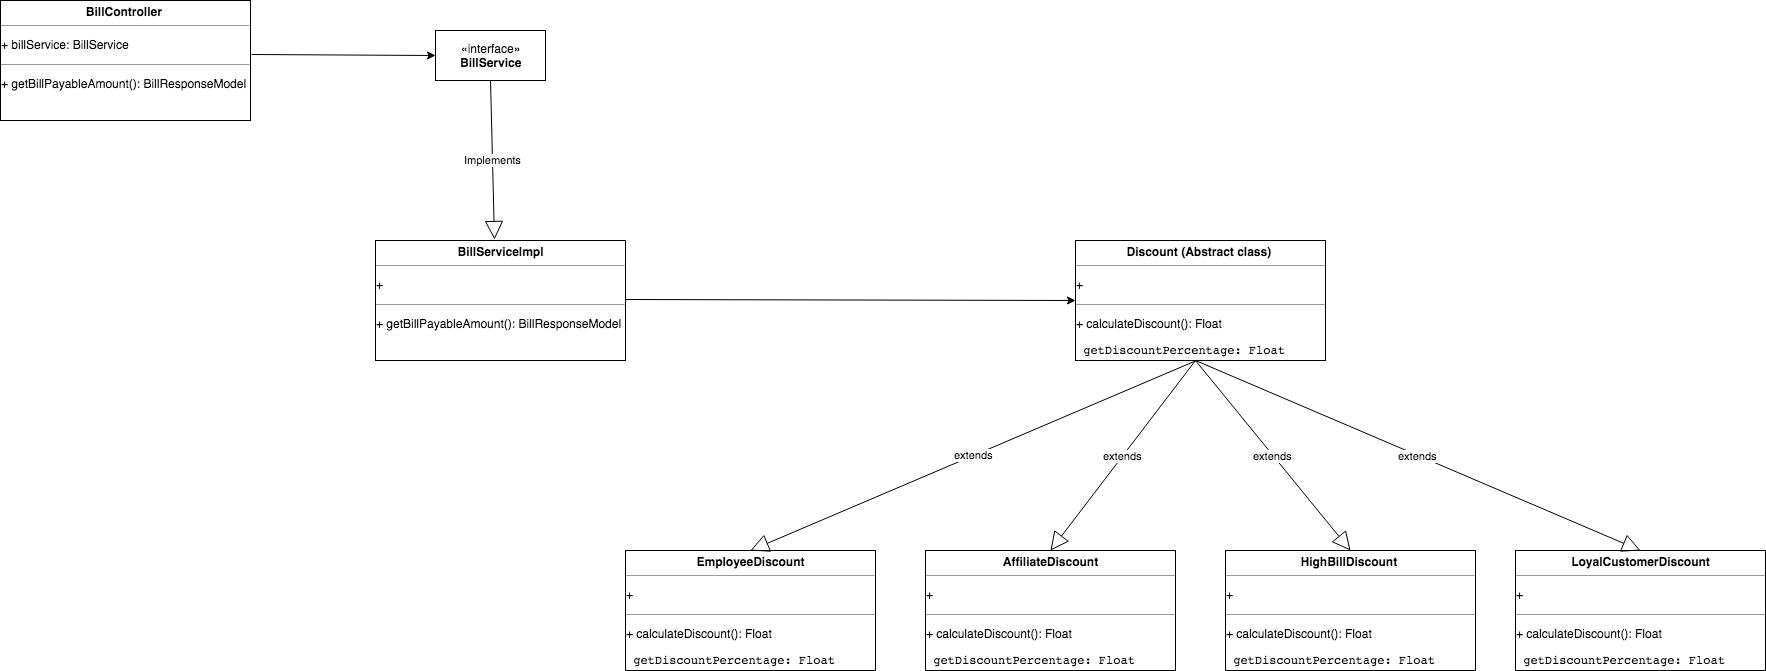 BillController
+ billService: BillService
+ getBillPayableAmount(): BillResponseModel
«interface»
BillService
Implements
BillServiceImpl
+
+ getBillPayableAmount(): BillResponseModel
Discount (Abstract class)
+
+ calculateDiscount(): Float
getDiscountPercentage: Float
extends
extends
extends
extends
EmployeeDiscount
+
+ calculateDiscount(): Float
getDiscountPercentage: Float
AffiliateDiscount
+
+ calculateDiscount(): Float
getDiscountPercentage: Float
HighBillDiscount
+
+ calculateDiscount(): Float
getDiscountPercentage: Float
LoyalCustomerDiscount
+
+ calculateDiscount(): Float
getDiscountPercentage: Float